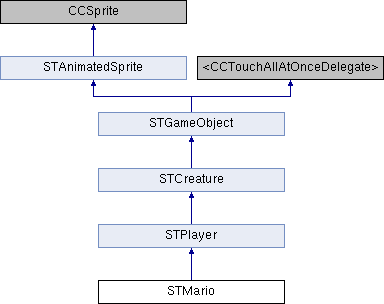 CCSprite
STAnimatedSprite
<CCTouchAllAtOnceDelegate>
STGameObject
STCreature
STPlayer
STMario